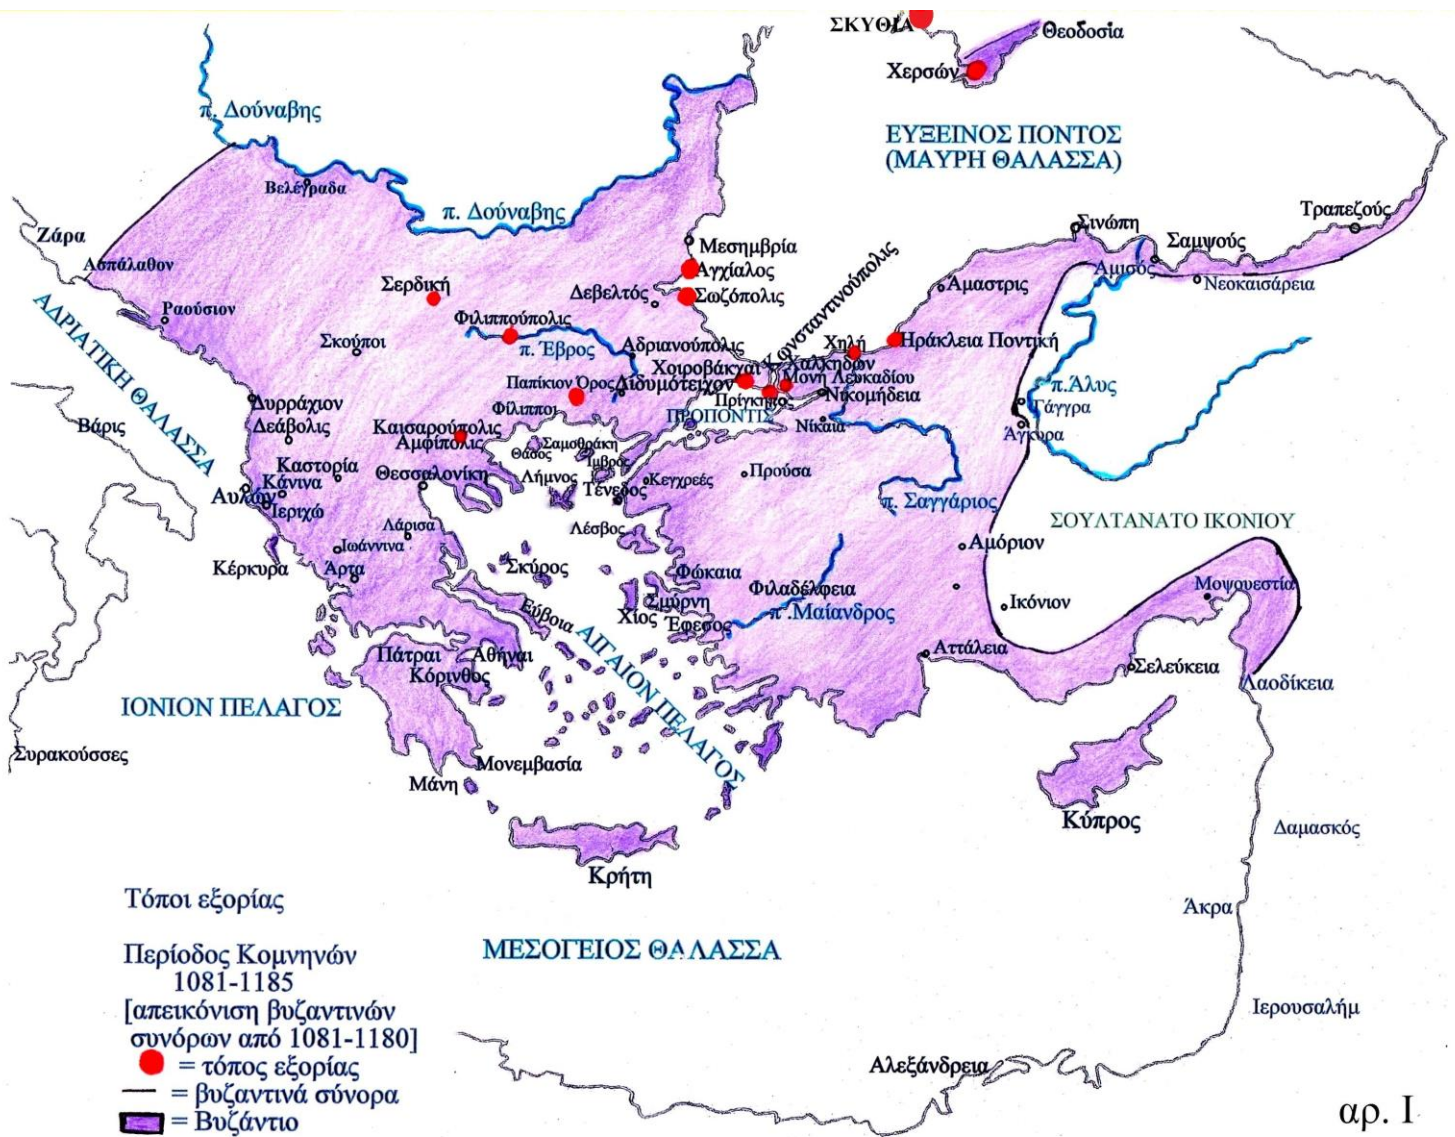 ΣΚΥΘΙΑ
Θεοδοσία
Χερσών
π. Δούναβης
ΕΥΞΕΙΝΟΣ ΠΟΝΤΟΣ
(ΜΑΥΡΗ ΘΑΛΑΣΣΑ)
Βελέγραδα
π. Δούναβης
Ζάρα
Ασπάλαθον
Μεσημβρία
Σινώπη
Τραπεζούς
Σαμψούς
Αγχίαλος
Αμισός
Νεοκαισάρεια
Σερδική
Δεβελτός
Σωζόπολις
Κωνσταντινούπολις
Άμαστρις
ΑΔΡΙΑΤΙΚΗ ΘΑΛΑΣΣΑ
Ραούσιον
Φιλιππούπολις
Σκούποι
π. Έβρος
Αδριανούπολις
Χηλή
Ηράκλεια Ποντική
Χοιροβάκχαι
Χαλκηδών
Μονή Λευκαδίου
Παπίκιον Όρος
Διδυμότειχον
Πρίγκηπος
Νικομήδεια
π.Άλυς
Γάγγρα
Δυρράχιον
Φίλιπποι
ΠΡΟΠΟΝΤΙΣ
Νίκαια
Άγκυρα
Βάρις
Δεάβολις
Καισαρούπολις
Αμφίπολις
Σαμοθράκη
Θάσος
Ίμβρος
Καστορία
Θεσσαλονίκη
Λήμνος
Κεγχρεές
Προύσα
Κάνινα
Αυλών
Τένεδος
π. Σαγγάριος
Ιεριχώ
ΣΟΥΛΤΑΝΑΤΟ ΙΚΟΝΙΟΥ
Λάρισα
Λέσβος
Ιωάννινα
Αμόριον
Κέρκυρα
Άρτα
Σκύρος
Φώκαια
Φιλαδέλφεια
Μοψουεστία
Εύβοια
Χίος
Σμύρνη
π .Μαίανδρος
Ικόνιον
Έφεσος
ΑΙΓΑΙΟΝ ΠΕΛΑΓΟΣ
Πάτραι
Αθήναι
Κόρινθος
Αττάλεια
Σελεύκεια
Λαοδίκεια
ΙΟΝΙΟΝ ΠΕΛΑΓΟΣ
Συρακούσσες
Μονεμβασία
Μάνη
Κύπρος
Δαμασκός
Κρήτη
Τόποι εξορίας
Άκρα
Περίοδος Κομνηνών
1081-1185
ΜΕΣΟΓΕΙΟΣ ΘΑΛΑΣΣΑ
[απεικόνιση βυζαντινών
συνόρων από 1081-1180]
Ιερουσαλήμ
= τόπος εξορίας
Αλεξάνδρεια
= βυζαντινά σύνορα
= Βυζάντιο
αρ. I